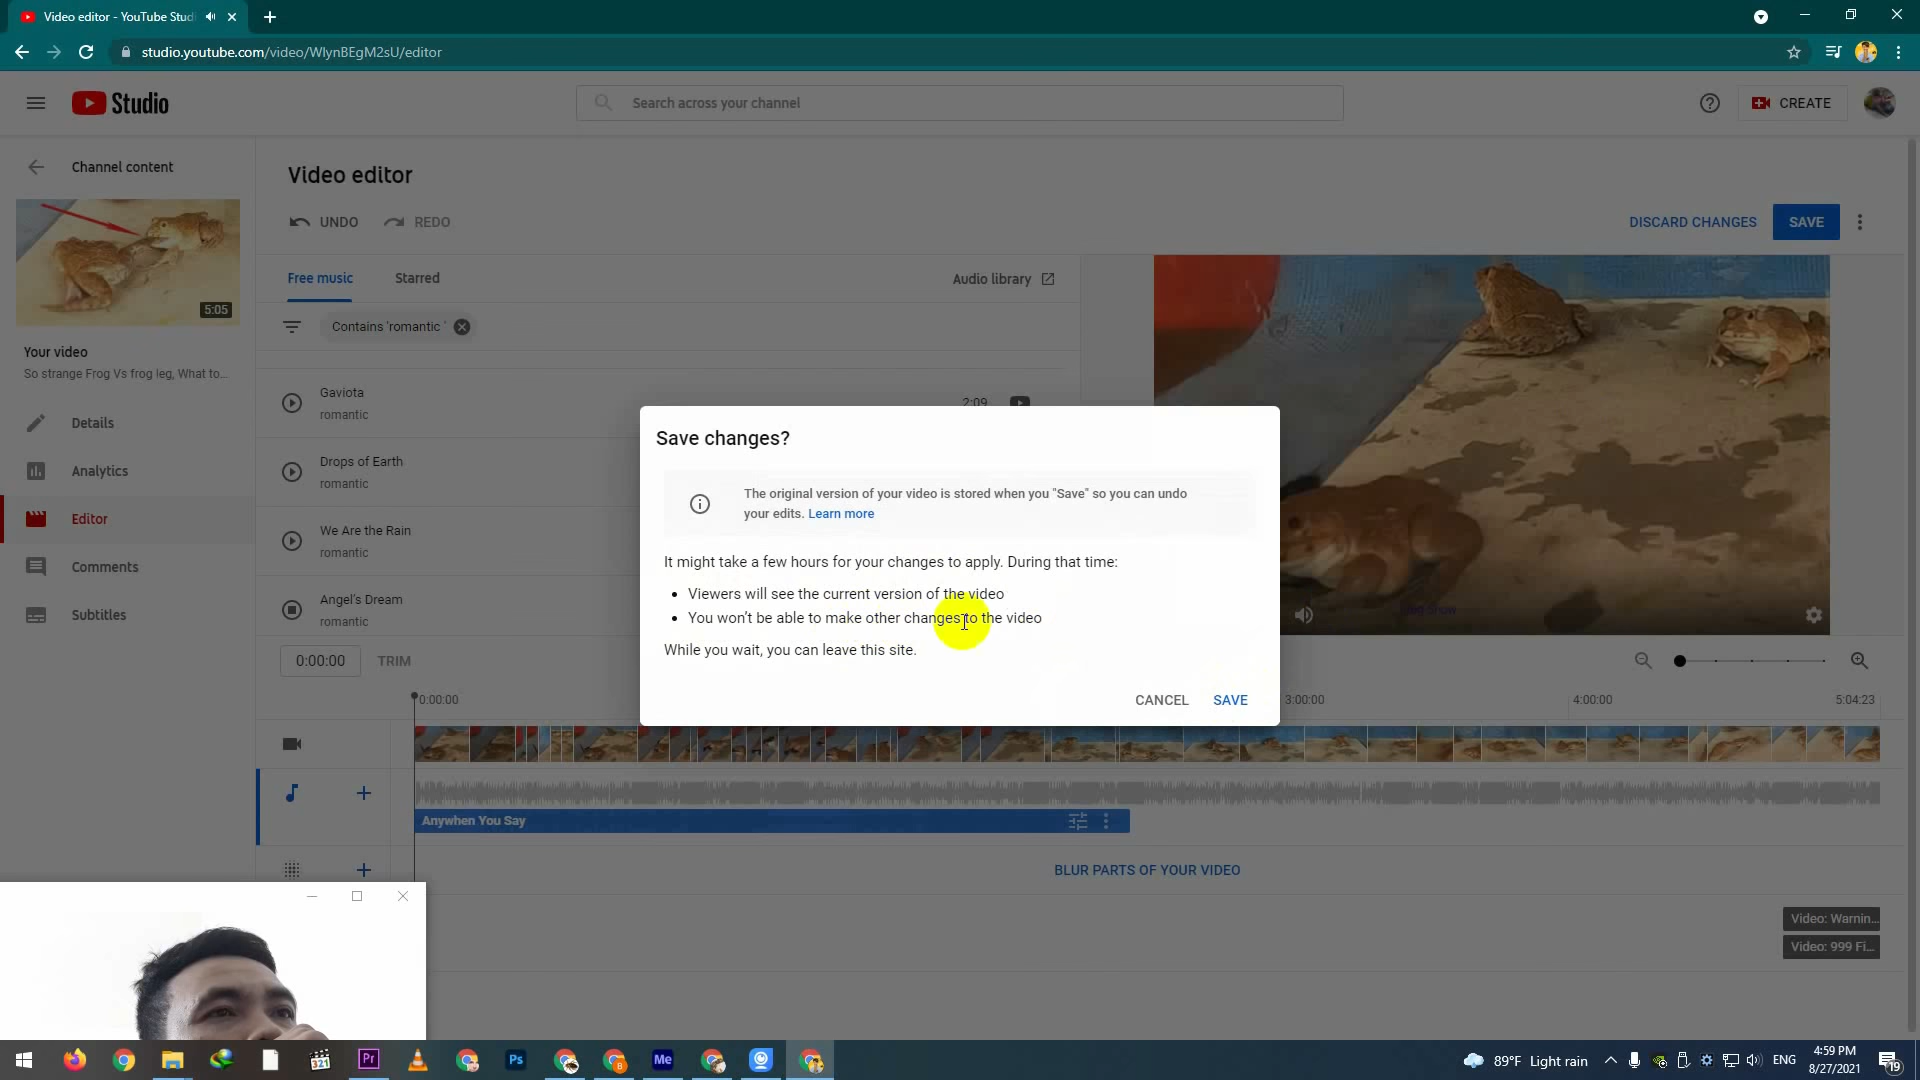 Video editor - YouTube Stud
studio.youtube.com/video/WlynBEgM2sU/editor
Studio
Search across your channel
CREATE
Channel content
5:05
Your video
So strange Frog Vs frog leg, What to...
Details
Analytics
Editor
Comments
Subtitles
Video editor
UNDO
REDO
DISCARD CHANGES
SAVE
Free music
Starred
Audio library
Contains 'romantic '
Gaviota
romantic
2:09
Drops of Earth
romantic
We Are the Rain
romantic
Angel's Dream
romantic
Save changes?
The original version of your video is stored when you "Save" so you can undo
your edits. Learn more
It might take a few hours for your changes to apply. During that time:
Viewers will see the current version of the video
You won't be able to make other changes to the video
While you wait, you can leave this site.
CANCEL
SAVE
0:00:00
TRIM
0:00:00
3:00:00
4:00:00
5:04:23
Anywhen You Say
BLUR PARTS OF YOUR VIDEO
Video: Warnin...
Video: 999 Fi...
321
Pr
Ps
B
Me
89°F Light rain
ENG
4:59 PM
8/27/2021
19